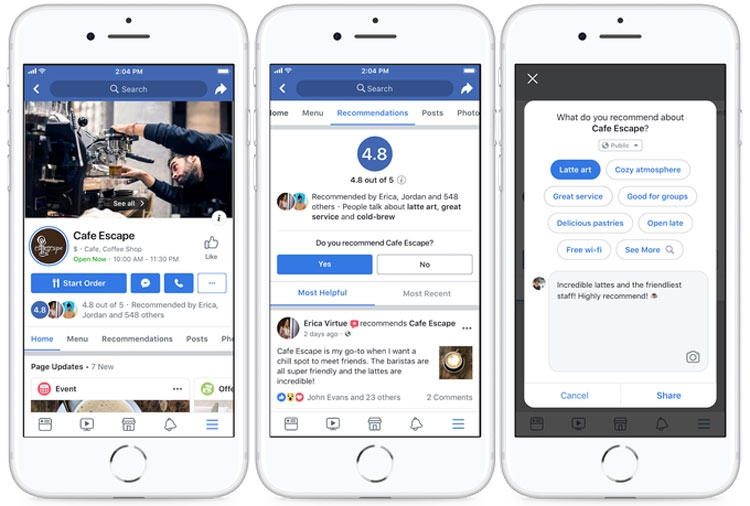 2:04 PM
Search
See all
Cafe Escape
$ · Cafe, Coffee Shop
Open Now · 10:00 AM - 11:30 PM
Like
Start Order
4.8
4.8 out of 5 · Recommended by Erica,
Jordan and 548 others
Home Menu Recommendations Posts Pho
Page Updates • 7 New
Event
Offe
2:04 PM
Search
Home Menu Recommendations Posts Photo
4.8
4.8 out of 5
Recommended by Erica, Jordan and 548
others · People talk about latte art, great
service and cold-brew
Do you recommend Cafe Escape?
Yes No
Most Helpful Most Recent
Erica Virtue recommends Cafe Escape
2 days ago ·
Cafe Escape is my go-to when I want a
chill spot to meet friends. The baristas are
all super friendly and the lattes are
incredible!
John Evans and 23 others 2 Comments
What do you recommend about
Cafe Escape?
Public
Latte art Cozy atmosphere
Great service Good for groups
Delicious pastries Open late
Free wi-fi See More
Incredible lattes and the friendliest
staff! Highly recommend! ☕
Cancel Share